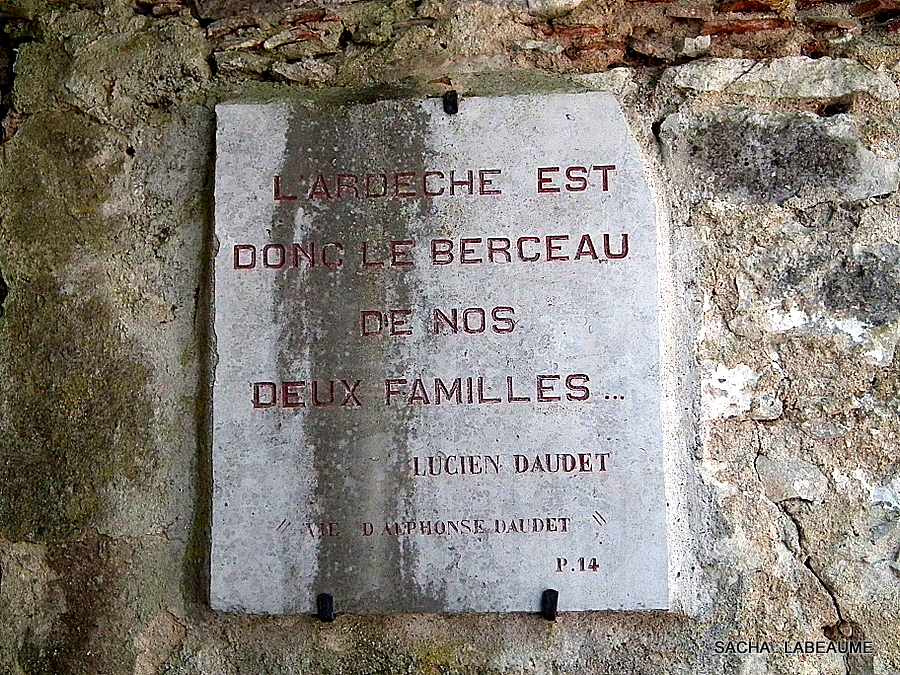 L'ARDECHE EST
DONC LE BERCEAU
DE NOS
DEUX FAMILLES ...
LUCIEN DAUDET
" VIE D'ALPHONSE DAUDET "
P.14
SACHA LABEAUME